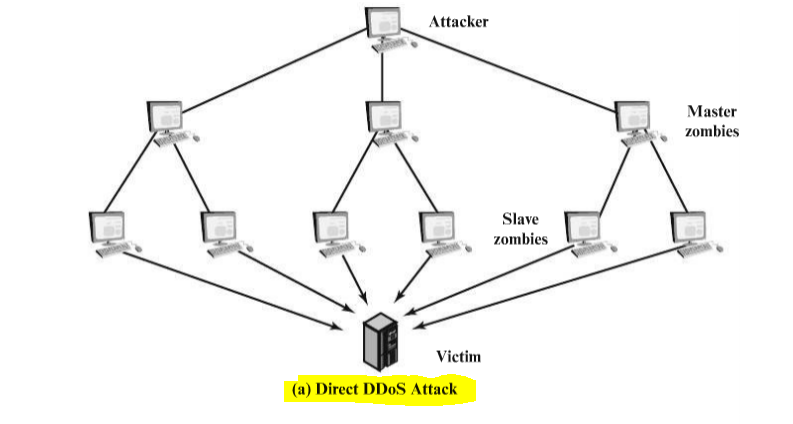 Attacker
Master
zombies
Slave
zombies
Victim
(a) Direct DDoS Attack